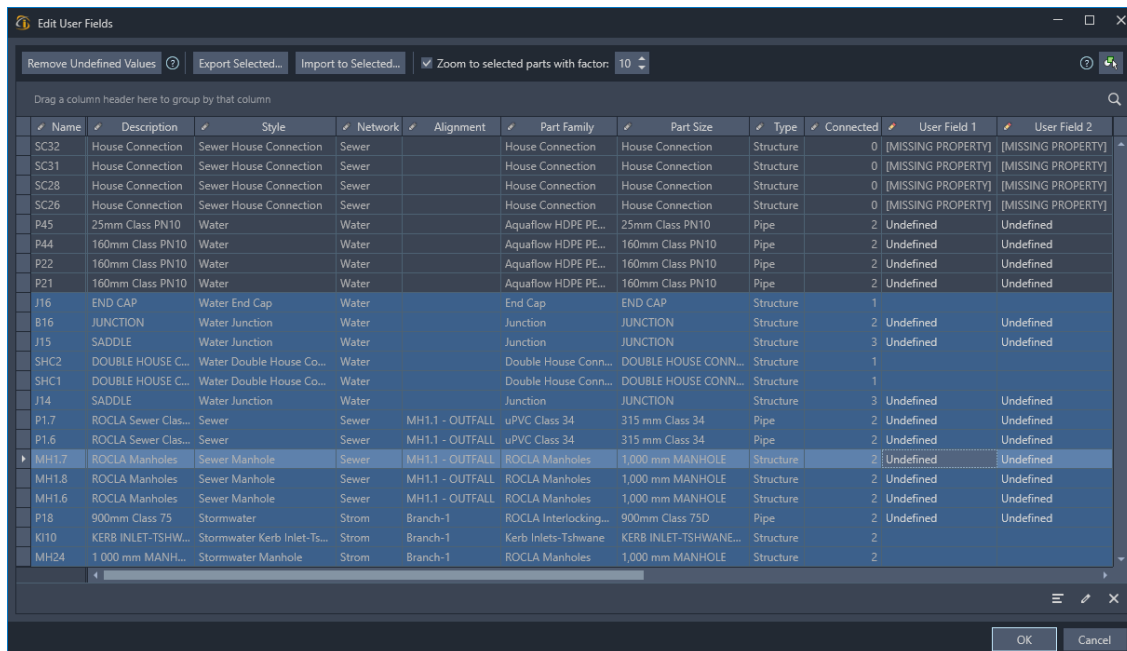 Edit User Fields
Remove Undefined Values Export Selected... Import to Selected... Zoom to selected parts with factor: 10
Drag a column header here to group by that column
Name Description Style Network Alignment Part Family Part Size Type Connected User Field 1 User Field 2
SC32 House Connection Sewer House Connection Sewer House Connection House Connection Structure 0 [MISSING PROPERTY] [MISSING PROPERTY]
SC31 House Connection Sewer House Connection Sewer House Connection House Connection Structure 0 [MISSING PROPERTY] [MISSING PROPERTY]
SC28 House Connection Sewer House Connection Sewer House Connection House Connection Structure 0 [MISSING PROPERTY] [MISSING PROPERTY]
SC26 House Connection Sewer House Connection Sewer House Connection House Connection Structure 0 [MISSING PROPERTY] [MISSING PROPERTY]
P45 25mm Class PN10 Water Water Aquaflow HDPE PE... 25mm Class PN10 Pipe 2 Undefined Undefined
P44 160mm Class PN10 Water Water Aquaflow HDPE PE... 160mm Class PN10 Pipe 2 Undefined Undefined
P22 160mm Class PN10 Water Water Aquaflow HDPE PE... 160mm Class PN10 Pipe 2 Undefined Undefined
P21 160mm Class PN10 Water Water Aquaflow HDPE PE... 160mm Class PN10 Pipe 2 Undefined Undefined
J16 END CAP Water End Cap Water End Cap END CAP Structure 1
B16 JUNCTION Water Junction Water Junction JUNCTION Structure 2 Undefined Undefined
J15 SADDLE Water Junction Water Junction JUNCTION Structure 3 Undefined Undefined
SHC2 DOUBLE HOUSE C... Water Double House Co... Water Double House Conn... DOUBLE HOUSE CONN... Structure 1
SHC1 DOUBLE HOUSE C... Water Double House Co... Water Double House Conn... DOUBLE HOUSE CONN... Structure 1
J14 SADDLE Water Junction Water Junction JUNCTION Structure 3 Undefined Undefined
P1.7 ROCLA Sewer Clas... Sewer Sewer MH1.1 - OUTFALL uPVC Class 34 315 mm Class 34 Pipe 2 Undefined Undefined
P1.6 ROCLA Sewer Clas... Sewer Sewer MH1.1 - OUTFALL uPVC Class 34 315 mm Class 34 Pipe 2 Undefined Undefined
MH1.7 ROCLA Manholes Sewer Manhole Sewer MH1.1 - OUTFALL ROCLA Manholes 1,000 mm MANHOLE Structure 2 Undefined Undefined
MH1.8 ROCLA Manholes Sewer Manhole Sewer MH1.1 - OUTFALL ROCLA Manholes 1,000 mm MANHOLE Structure 2 Undefined Undefined
MH1.6 ROCLA Manholes Sewer Manhole Sewer MH1.1 - OUTFALL ROCLA Manholes 1,000 mm MANHOLE Structure 2 Undefined Undefined
P18 900mm Class 75 Stormwater Strom Branch-1 ROCLA Interlocking... 900mm Class 75D Pipe 2 Undefined Undefined
KI10 KERB INLET-TSHW... Stormwater Kerb Inlet-Ts... Strom Branch-1 Kerb Inlets-Tshwane KERB INLET-TSHWANE... Structure 2
MH24 1 000 mm MANH... Stormwater Manhole Strom Branch-1 ROCLA Manholes 1,000 mm MANHOLE Structure 2
OK Cancel